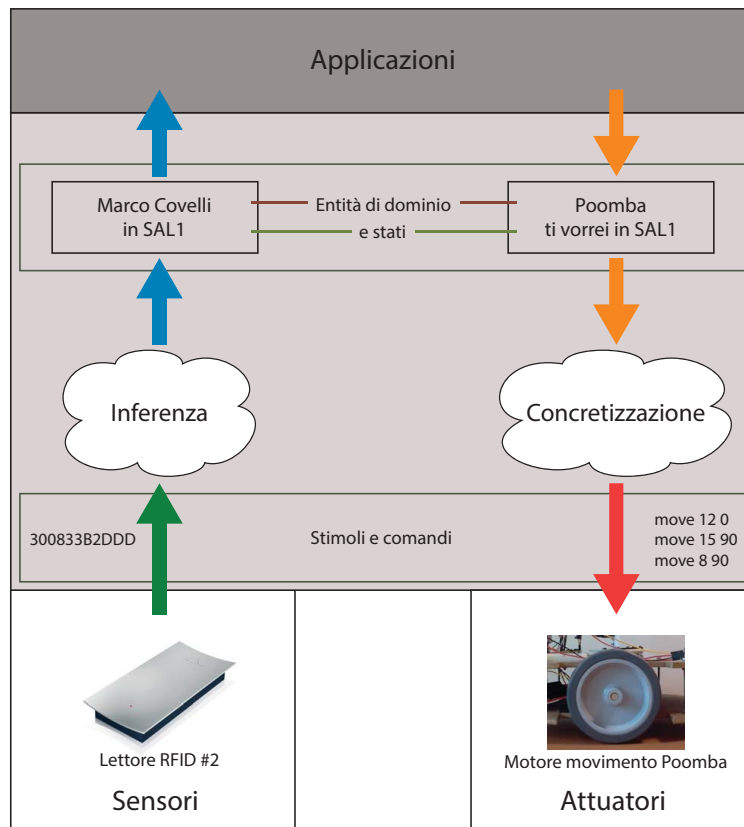 Applicazioni
Marco Covelli
in SAL1
Entità di dominio
e stati
Poomba
ti vorrei in SAL1
Inferenza
Concretizzazione
300833B2DDD
Stimoli e comandi
move 12 0
move 15 90
move 8 90
Lettore RFID #2
Motore movimento Poomba
Sensori
Attuatori